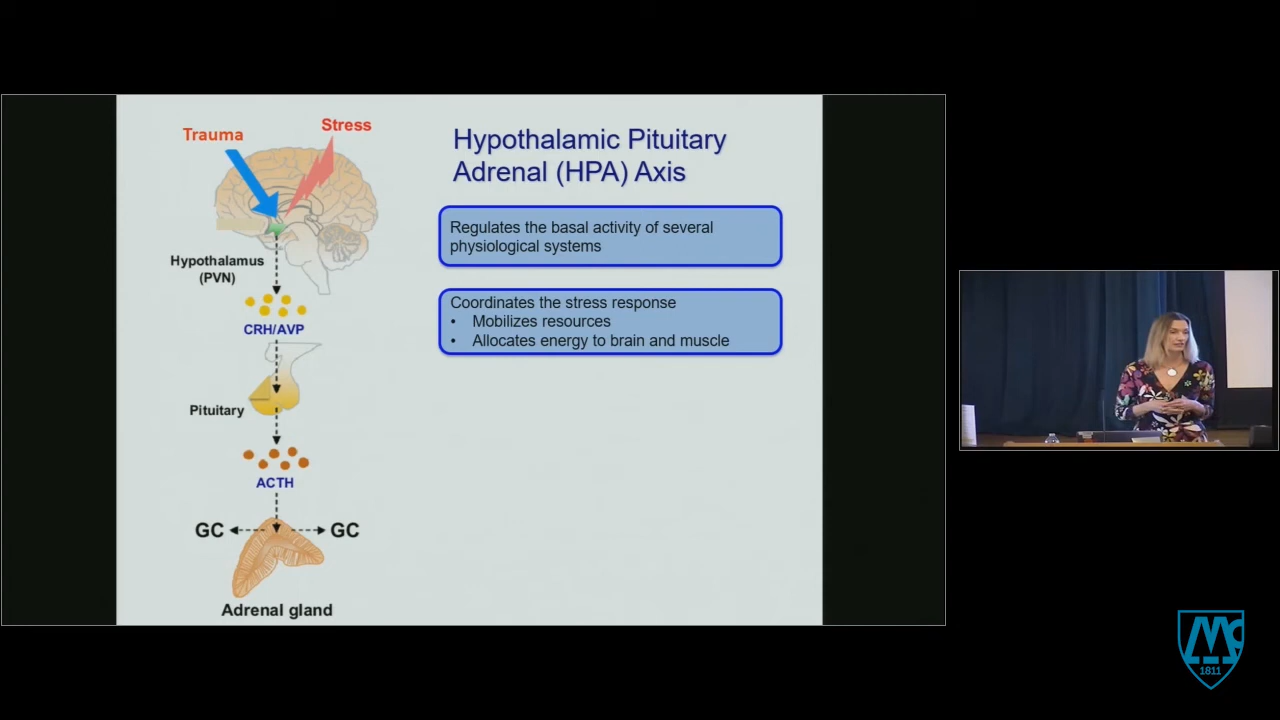 Trauma
Stress
Hypothalamus
(PVN)
CRH/AVP
Pituitary
ACTH
GC
GC
Adrenal gland
Hypothalamic Pituitary
Adrenal (HPA) Axis
Regulates the basal activity of several
physiological systems
Coordinates the stress response
• Mobilizes resources
• Allocates energy to brain and muscle
Mc
1811